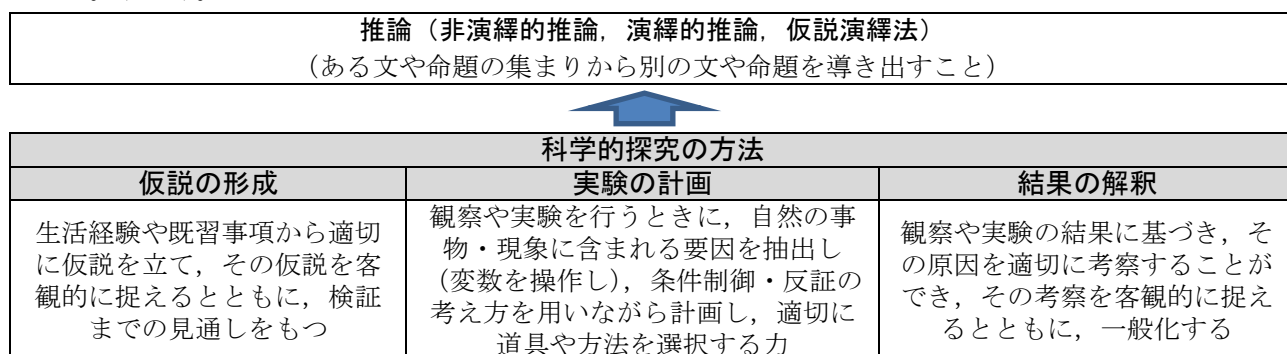 推論（非演繹的推論，演繹的推論，仮説演繹法）
（ある文や命題の集まりから別の文や命題を導き出すこと）
科学的探究の方法
仮説の形成
実験の計画
結果の解釈
生活経験や既習事項から適切
に仮説を立て，その仮説を客
観的に捉えるとともに，検証
までの見通しをもつ
観察や実験を行うときに，自然の事
物・現象に含まれる要因を抽出し
（変数を操作し），条件制御・反証の
考え方を用いながら計画し，適切に
道具や方法を選択する力
観察や実験の結果に基づき，そ
の原因を適切に考察することが
でき，その考察を客観的に捉え
るとともに，一般化する